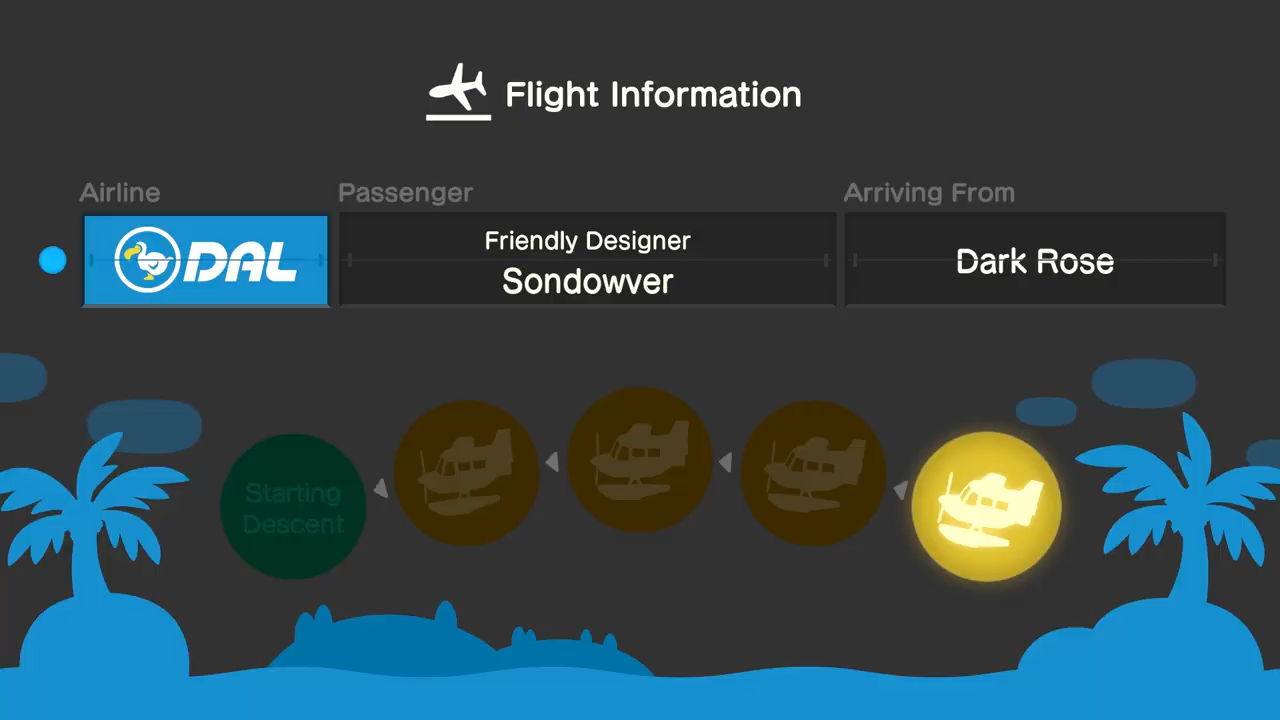 Flight Information
Airline
Passenger
Arriving From
DAL
Friendly Designer
Sondowver
Dark Rose
Starting
Descent